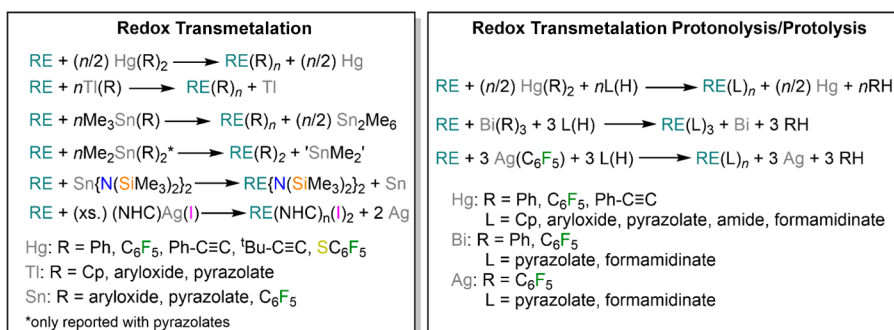 Redox Transmetalation
RE + (n/2) Hg(R)₂ ⟶ RE(R)ₙ + (n/2) Hg
RE + nTl(R) ⟶ RE(R)ₙ + Tl
RE + nMe₃Sn(R) ⟶ RE(R)ₙ + (n/2) Sn₂Me₆
RE + nMe₂Sn(R)₂* ⟶ RE(R)₂ + 'SnMe₂'
RE + Sn{N(SiMe₃)₂}₂ ⟶ RE{N(SiMe₃)₂}₂ + Sn
RE + (xs.) (NHC)Ag(I) ⟶ RE(NHC)ₙ(I)₂ + 2 Ag
Hg: R = Ph, C₆F₅, Ph-C≡C, ᵗBu-C≡C, SC₆F₅
Tl: R = Cp, aryloxide, pyrazolate
Sn: R = aryloxide, pyrazolate, C₆F₅
*only reported with pyrazolates
Redox Transmetalation Protonolysis/Protolysis
RE + (n/2) Hg(R)₂ + nL(H) ⟶ RE(L)ₙ + (n/2) Hg + nRH
RE + Bi(R)₃ + 3 L(H) ⟶ RE(L)₃ + Bi + 3 RH
RE + 3 Ag(C₆F₅) + 3 L(H) ⟶ RE(L)ₙ + 3 Ag + 3 RH
Hg: R = Ph, C₆F₅, Ph-C≡C
L = Cp, aryloxide, pyrazolate, amide, formamidinate
Bi: R = Ph, C₆F₅
L = pyrazolate, formamidinate
Ag: R = C₆F₅
L = pyrazolate, formamidinate